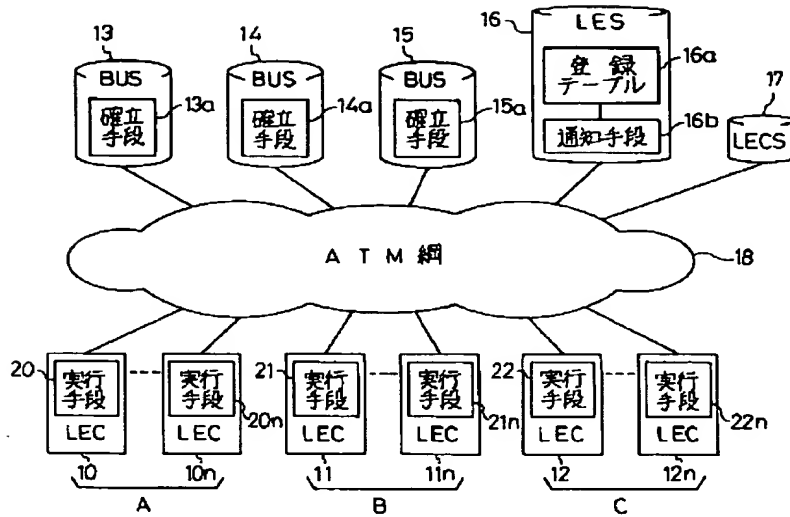 13
14
15
16
LES
BUS
BUS
BUS
登録
テーブル
16a
17
確立
手段
13a
確立
手段
14a
確立
手段
15a
通知手段
16b
LECS
ATM網
18
20
実行
手段
LEC
実行
手段
20n
LEC
21
実行
手段
LEC
実行
手段
21n
LEC
22
実行
手段
LEC
実行
手段
22n
LEC
10
10n
11
11n
12
12n
A
B
C